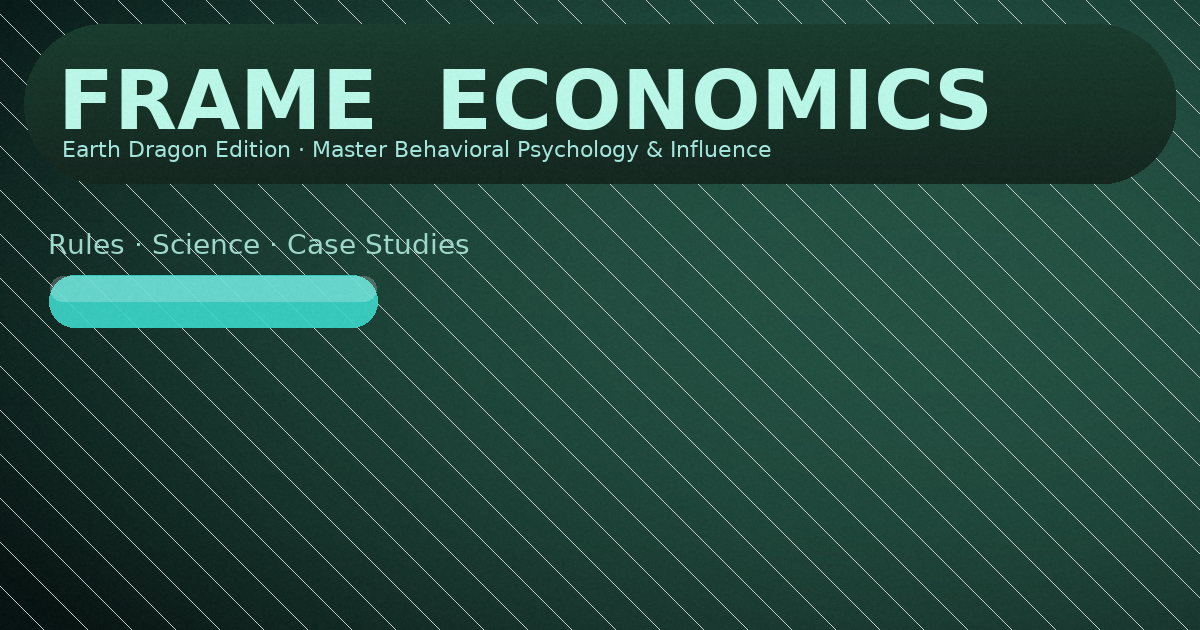 FRAME ECONOMICS
Earth Dragon Edition · Master Behavioral Psychology & Influence
Rules · Science · Case Studies